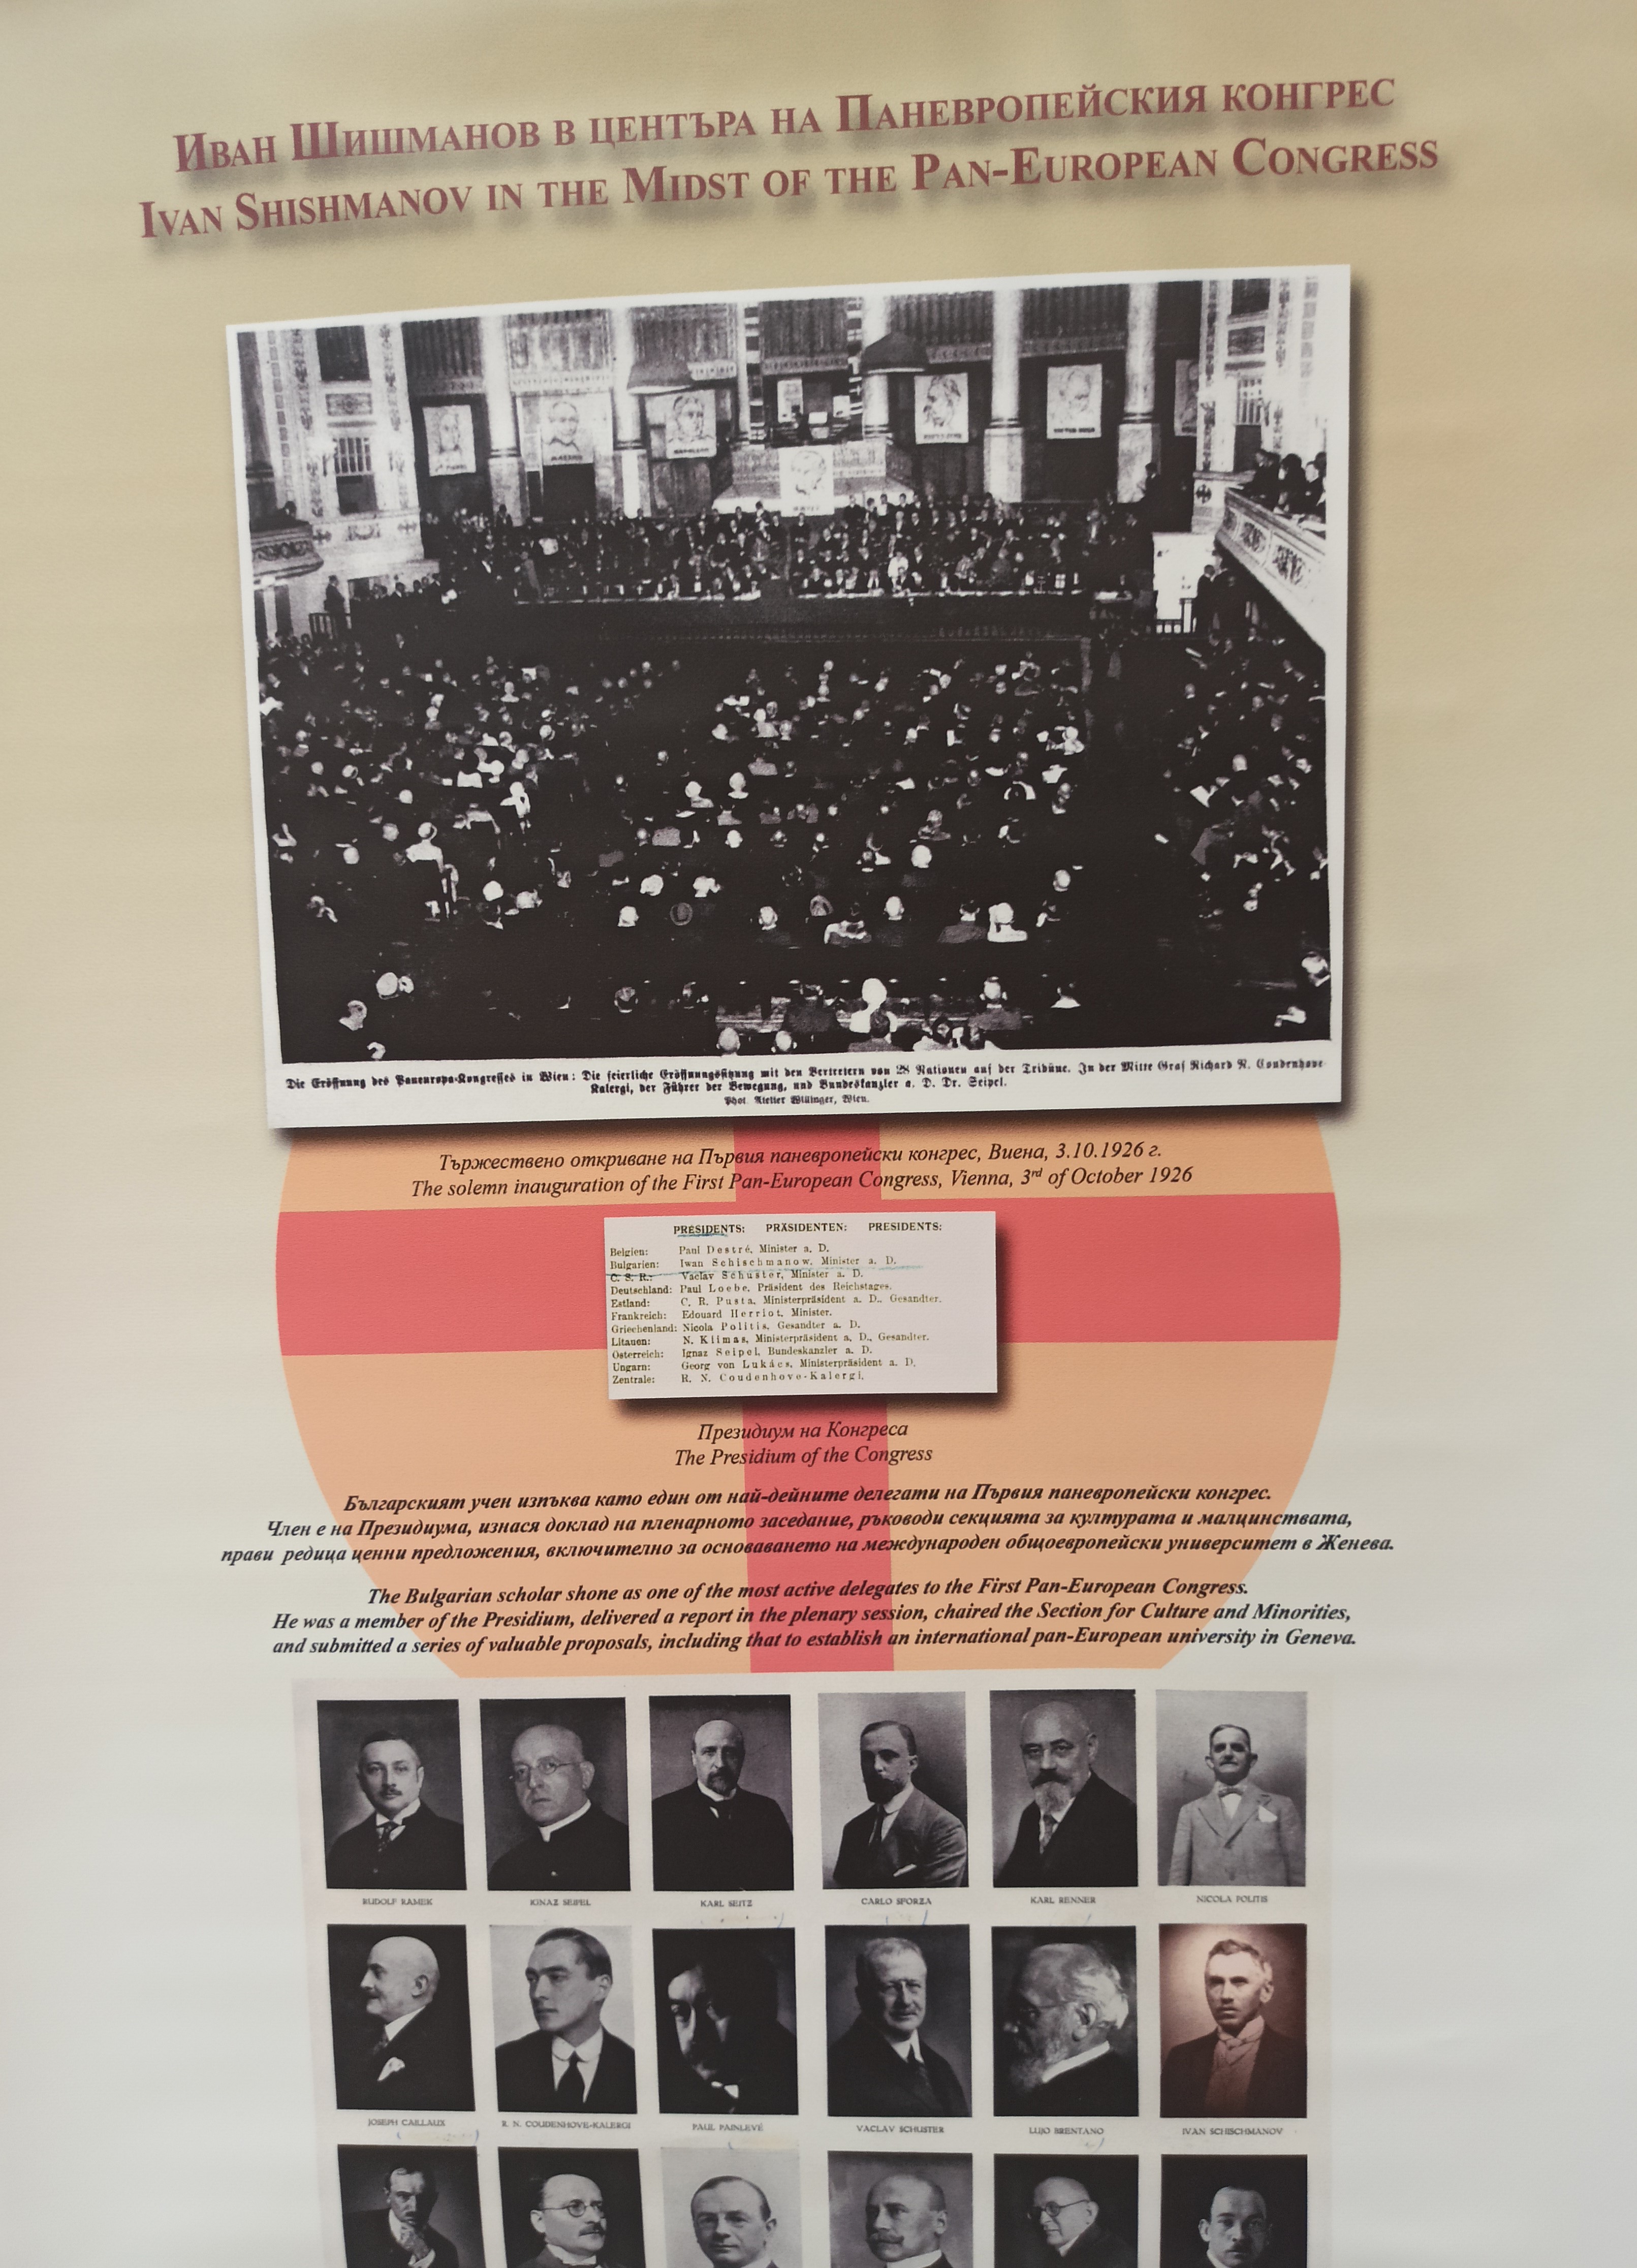 Иван Шишманов в центъра на Паневропейския конгрес
Ivan Shishmanov in the Midst of the Pan-European Congress
Die Eröffnung des Paneuropa-Kongresses in Wien: Die feierliche Eröffnungssitzung mit den Vertretern von 28 Nationen auf der Tribüne. In der Mitte Graf Richard N. Coudenhove-
Kalergi, der Führer der Bewegung, und Bundeskanzler a. D. Dr. Seipel.
Phot. Atelier Willinger, Wien.
Тържествено откриване на Първия паневропейски конгрес, Виена, 3.10.1926 г.
The solemn inauguration of the First Pan-European Congress, Vienna, 3rd of October 1926
PRÉSIDENTS: PRÄSIDENTEN: PRESIDENTS:
Belgien: Paul Destré, Minister a. D.
Bulgarien: Iwan Schischmanow, Minister a. D.
C. S. R.: Vaclav Schuster, Minister a. D.
Deutschland: Paul Loebe, Präsident des Reichstages.
Estland: C. R. Pusta, Ministerpräsident a. D., Gesandter.
Frankreich: Edouard Herriot, Minister.
Griechenland: Nicola Politis, Gesandter a. D.
Litauen: N. Klimas, Ministerpräsident a. D., Gesandter.
Österreich: Ignaz Seipel, Bundeskanzler a. D.
Ungarn: Georg von Lukács, Ministerpräsident a. D.
Zentrale: R. N. Coudenhove-Kalergi.
Президиум на Конгреса
The Presidium of the Congress
Българският учен изпъква като един от най-дейните делегати на Първия паневропейски конгрес.
Член е на Президиума, изнася доклад на пленарното заседание, ръководи секцията за културата и малцинствата,
прави редица ценни предложения, включително за основаването на международен общоевропейски университет в Женева.
The Bulgarian scholar shone as one of the most active delegates to the First Pan-European Congress.
He was a member of the Presidium, delivered a report in the plenary session, chaired the Section for Culture and Minorities,
and submitted a series of valuable proposals, including that to establish an international pan-European university in Geneva.
RUDOLF RAMEK IGNAZ SEIPEL KARL SEITZ CARLO SFORZA KARL RENNER NICOLA POLITIS
JOSEPH CAILLAUX R. N. COUDENHOVE-KALERGI PAUL PAINLEVÉ VACLAV SCHUSTER LUJO BRENTANO IVAN SCHISCHMANOV